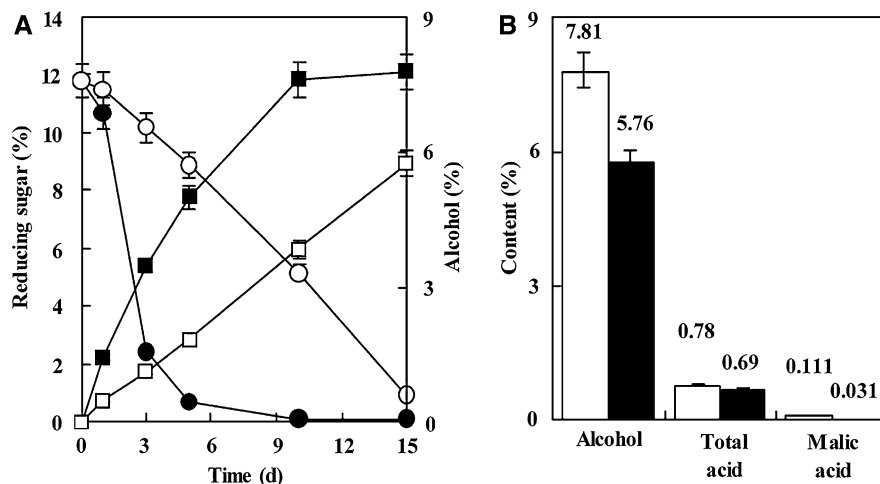 A
14
12
10
8
6
4
2
0
Reducing sugar (%)
9
6
3
0
Alcohol (%)
0 3 6 9 12 15
Time (d)
B
9
6
3
0
Content (%)
7.81
5.76
0.78
0.69
0.111
0.031
Alcohol Total Malic
acid acid